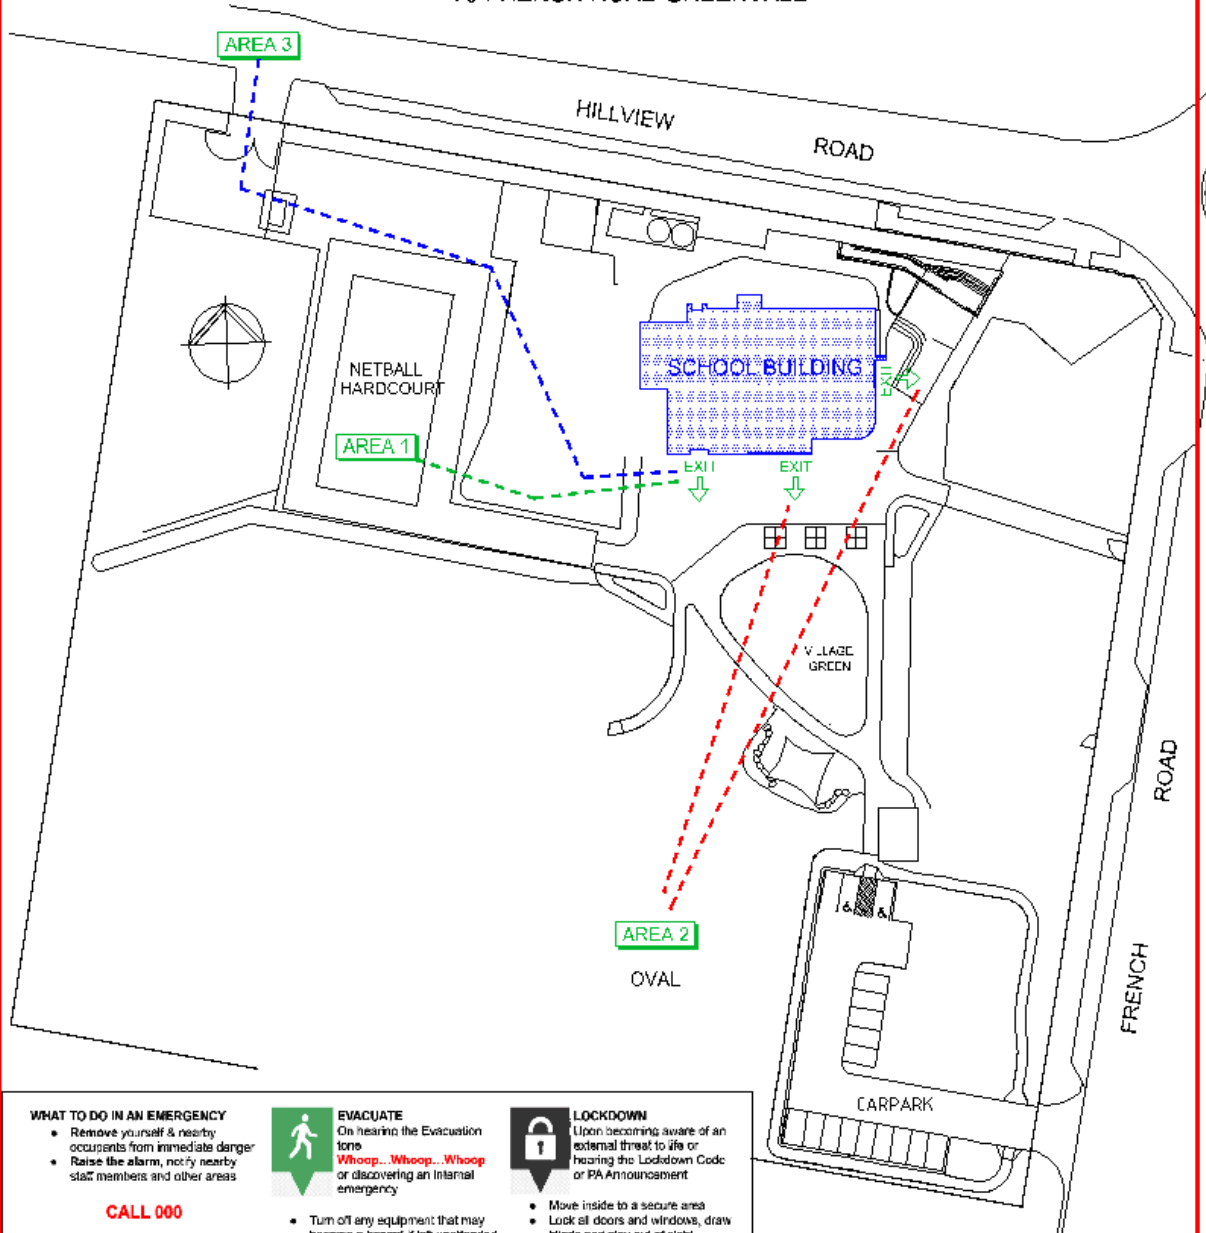 AREA 3
HILLVIEW
ROAD
NETBALL
HARDCOURT
SCHOOL BUILDING
EXIT
AREA 1
EXIT
EXIT
VILLAGE
GREEN
ROAD
FRENCH
AREA 2
OVAL
CARPARK
WHAT TO DO IN AN EMERGENCY
• Remove yourself & nearby
occupants from immediate danger
• Raise the alarm, notify nearby
staff members and other areas
CALL 000
EVACUATE
On hearing the Evacuation
tone
Whoop...Whoop...Whoop
or discovering an internal
emergency
• Turn off any equipment that may
LOCKDOWN
Upon becoming aware of an
external threat to life or
hearing the Lockdown Code
or PA Announcement
• Move inside to a secure area
• Lock all doors and windows, draw